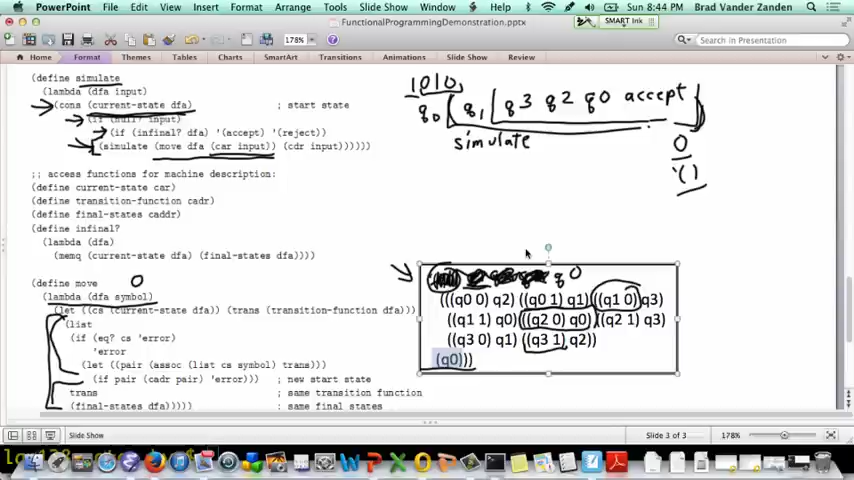 PowerPoint File Edit View Insert Format Arrange Tools Slide Show Window Help 8:44 PM Brad Vander Zanden
FunctionalProgrammingDemonstration.pptx
SMART Ink
178%
Search in Presentation
Home Themes Tables Charts SmartArt Transitions Animations Slide Show Review
(define simulate
(lambda (dfa input)
(cons (current-state dfa) ; start state
(if (null? input)
(if (infinal? dfa) '(accept) '(reject))
(simulate (move dfa (car input)) (cdr input))))))
1010
q0 ( q1 ( q3 q2 q0 accept ) )
simulate
0
'()
;; access functions for machine description:
(define current-state car)
(define transition-function cadr)
(define final-states caddr)
(define infinal?
(lambda (dfa)
(memq (current-state dfa) (final-states dfa))))
(define move 0
(lambda (dfa symbol)
(let ((cs (current-state dfa)) (trans (transition-function dfa)))
(list
(if (eq? cs 'error)
'error
(let ((pair (assoc (list cs symbol) trans)))
(if pair (cadr pair) 'error))) ; new start state
trans ; same transition function
(final-states dfa))))) ; same final states
q 0
(((q0 0) q2) ((q0 1) q1) ((q1 0) q3)
((q1 1) q0) ((q2 0) q0) ((q2 1) q3)
((q3 0) q1) ((q3 1) q2))
(q0)))
Slide Show Slide 3 of 3 178%